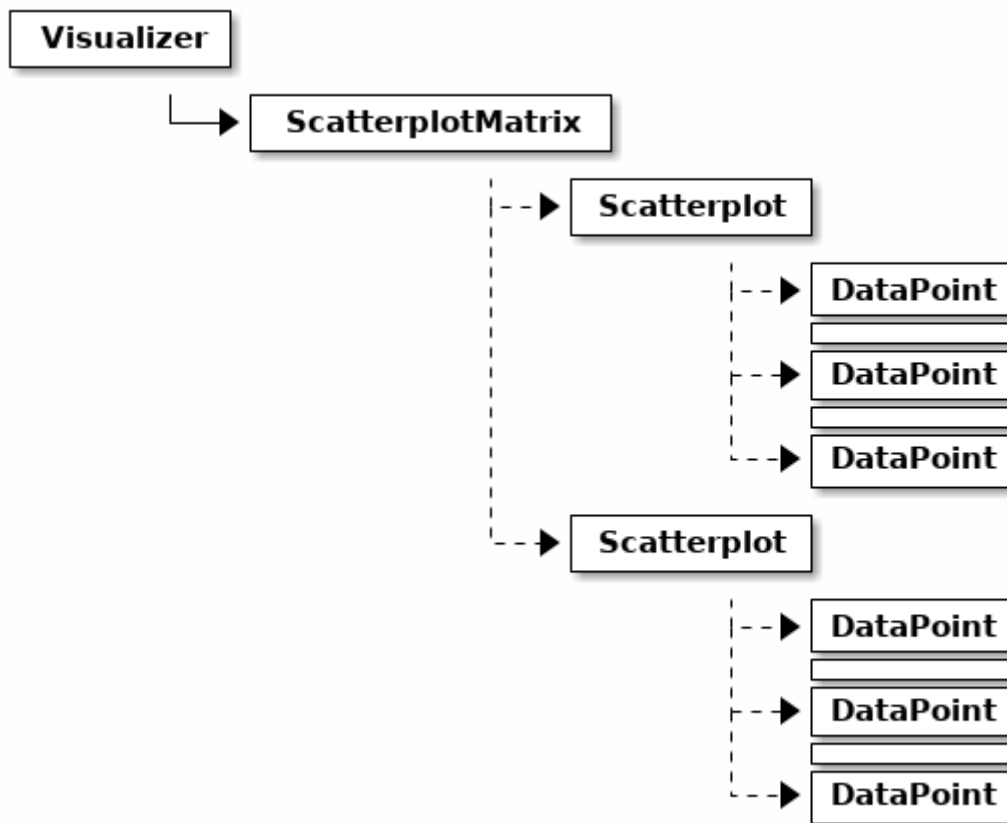 Visualizer
ScatterplotMatrix
Scatterplot
DataPoint
DataPoint
DataPoint
Scatterplot
DataPoint
DataPoint
DataPoint